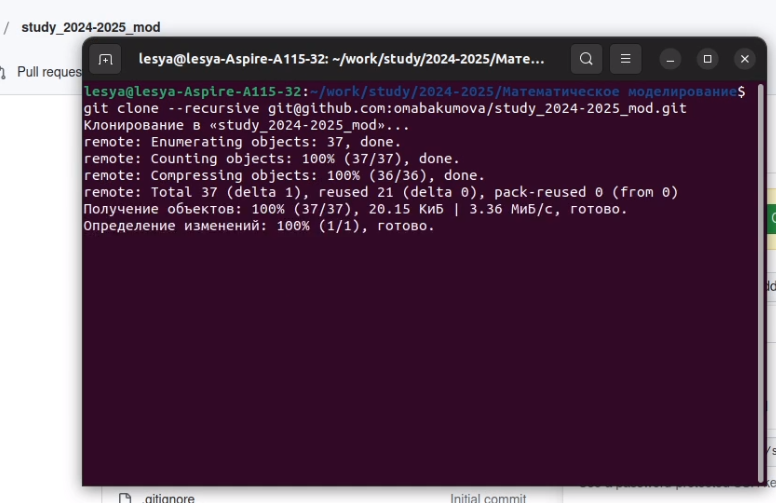 / study_2024-2025_mod
Pull reques
lesya@lesya-Aspire-A115-32: ~/work/study/2024-2025/Мате...
lesya@lesya-Aspire-A115-32:~/work/study/2024-2025/Математическое моделирование$
git clone --recursive git@github.com:omabakumova/study_2024-2025_mod.git
Клонирование в «study_2024-2025_mod»...
remote: Enumerating objects: 37, done.
remote: Counting objects: 100% (37/37), done.
remote: Compressing objects: 100% (36/36), done.
remote: Total 37 (delta 1), reused 21 (delta 0), pack-reused 0 (from 0)
Получение объектов: 100% (37/37), 20.15 КиБ | 3.36 МиБ/с, готово.
Определение изменений: 100% (1/1), готово.
.gitignore
Initial commit